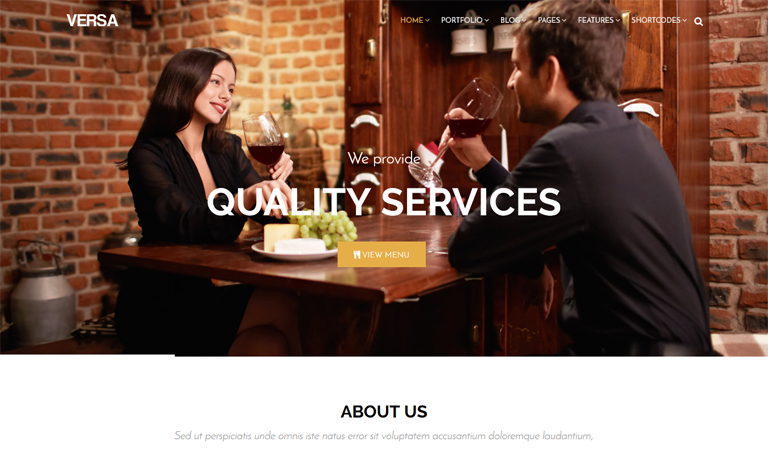 VERSA
HOME PORTFOLIO BLOG PAGES FEATURES SHORTCODES
We provide
QUALITY SERVICES
VIEW MENU
ABOUT US
Sed ut perspiciatis unde omnis iste natus error sit voluptatem accusantium doloremque laudantium,